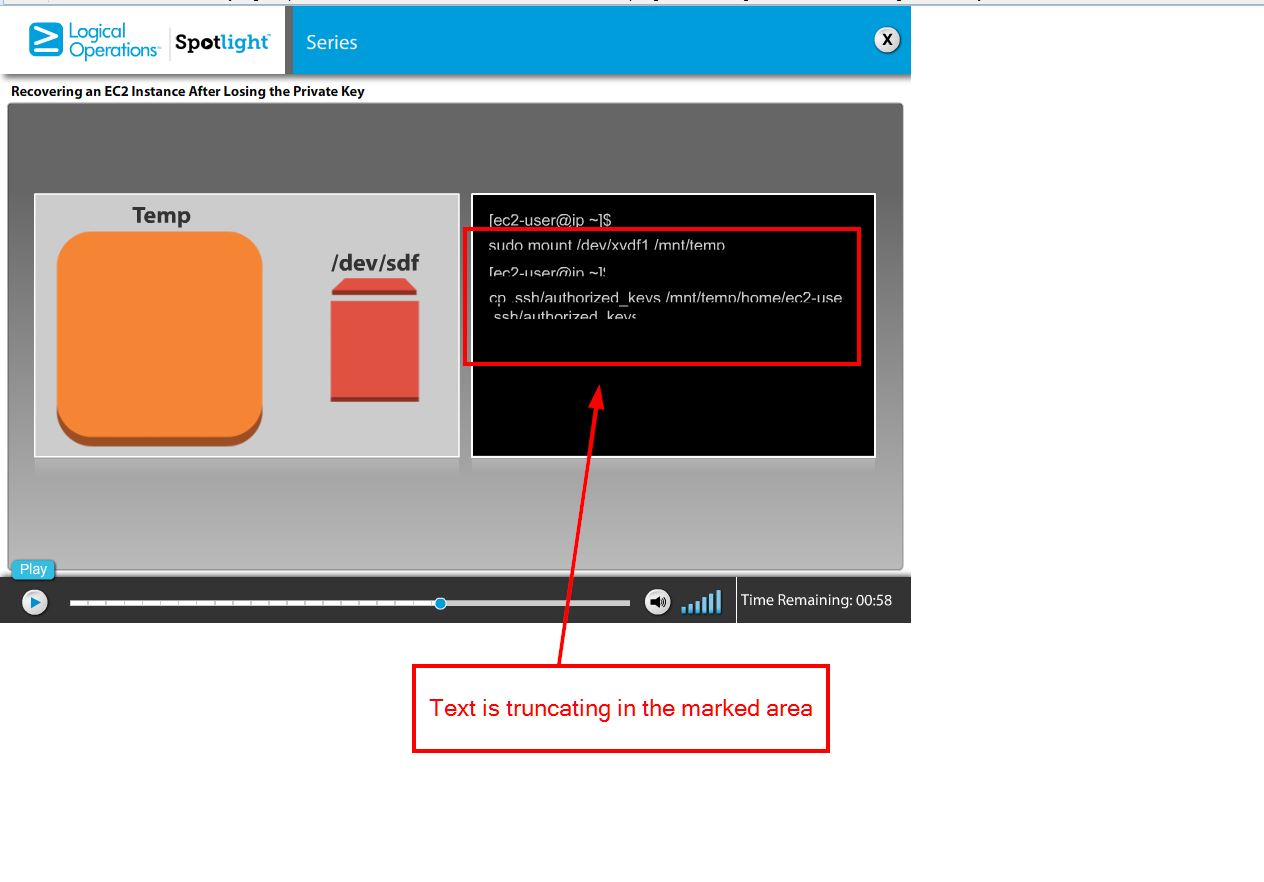 Logical
Operations
Spotlight
Series
X
Recovering an EC2 Instance After Losing the Private Key
Temp
/dev/sdf
[ec2-user@ip ~]$
sudo mount /dev/xvdf1 /mnt/temp
[ec2-user@ip ~]$
cp .ssh/authorized_keys /mnt/temp/home/ec2-use
.ssh/authorized_keys
Play
Time Remaining: 00:58
Text is truncating in the marked area